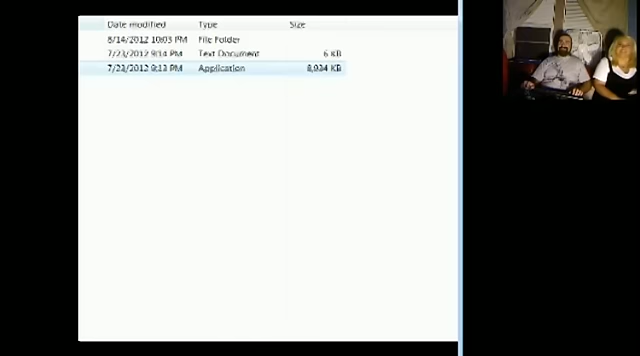 Date modified Type Size
8/14/2012 10:03 PM File Folder
7/23/2012 9:14 PM Text Document 6 KB
7/23/2012 9:13 PM Application 8,934 KB